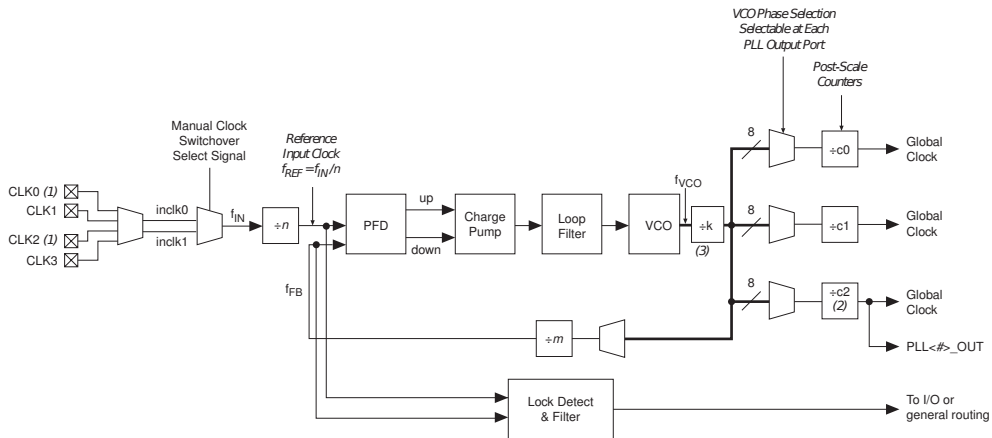 VCO Phase Selection
Selectable at Each
PLL Output Port
Post-Scale
Counters
Manual Clock
Switchover
Select Signal
Reference
Input Clock
fREF = fIN/n
CLK0 (1)
CLK1
CLK2 (1)
CLK3
inclk0
inclk1
fIN
÷n
PFD
up
down
Charge
Pump
Loop
Filter
VCO
fVCO
÷k
(3)
8
÷c0
Global
Clock
8
÷c1
Global
Clock
8
÷c2
(2)
Global
Clock
PLL<#>_OUT
fFB
÷m
Lock Detect
& Filter
To I/O or
general routing